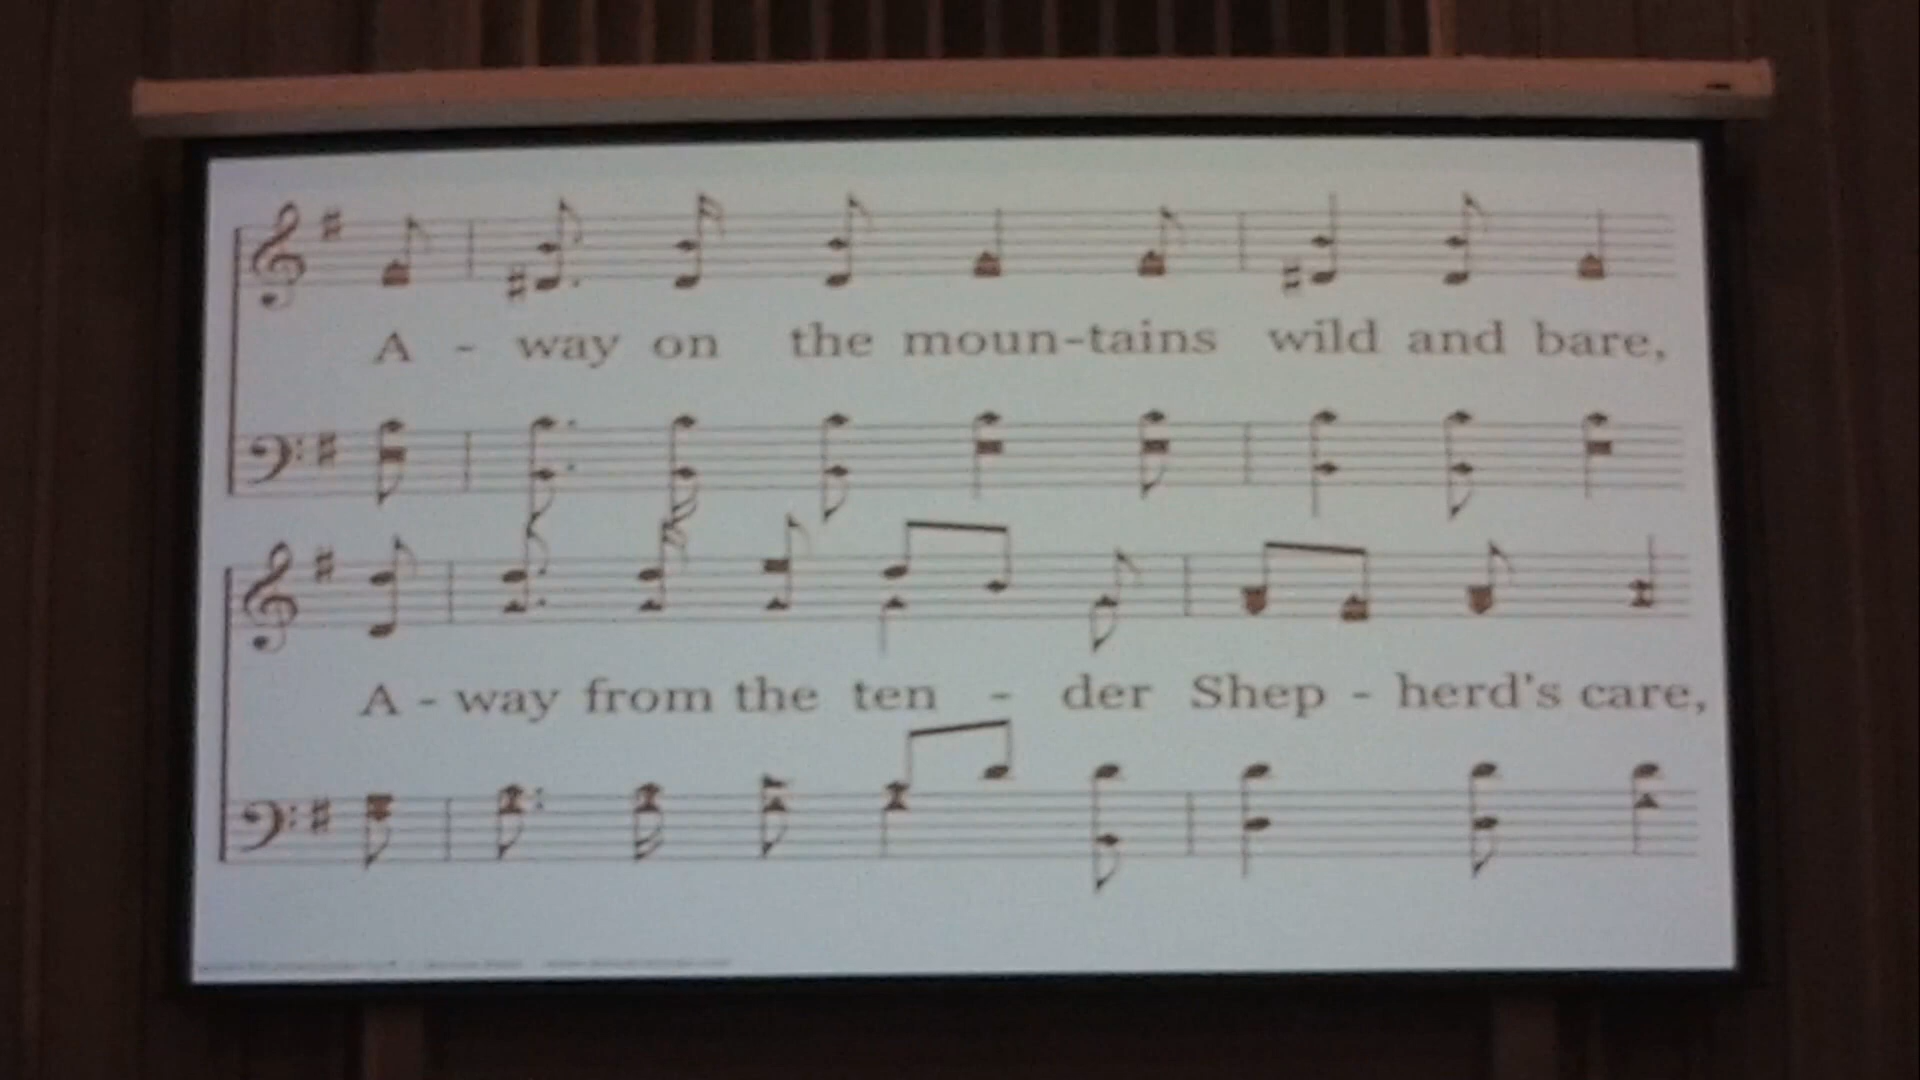 A - way on the moun-tains wild and bare,
A - way from the ten - der Shep - herd's care,